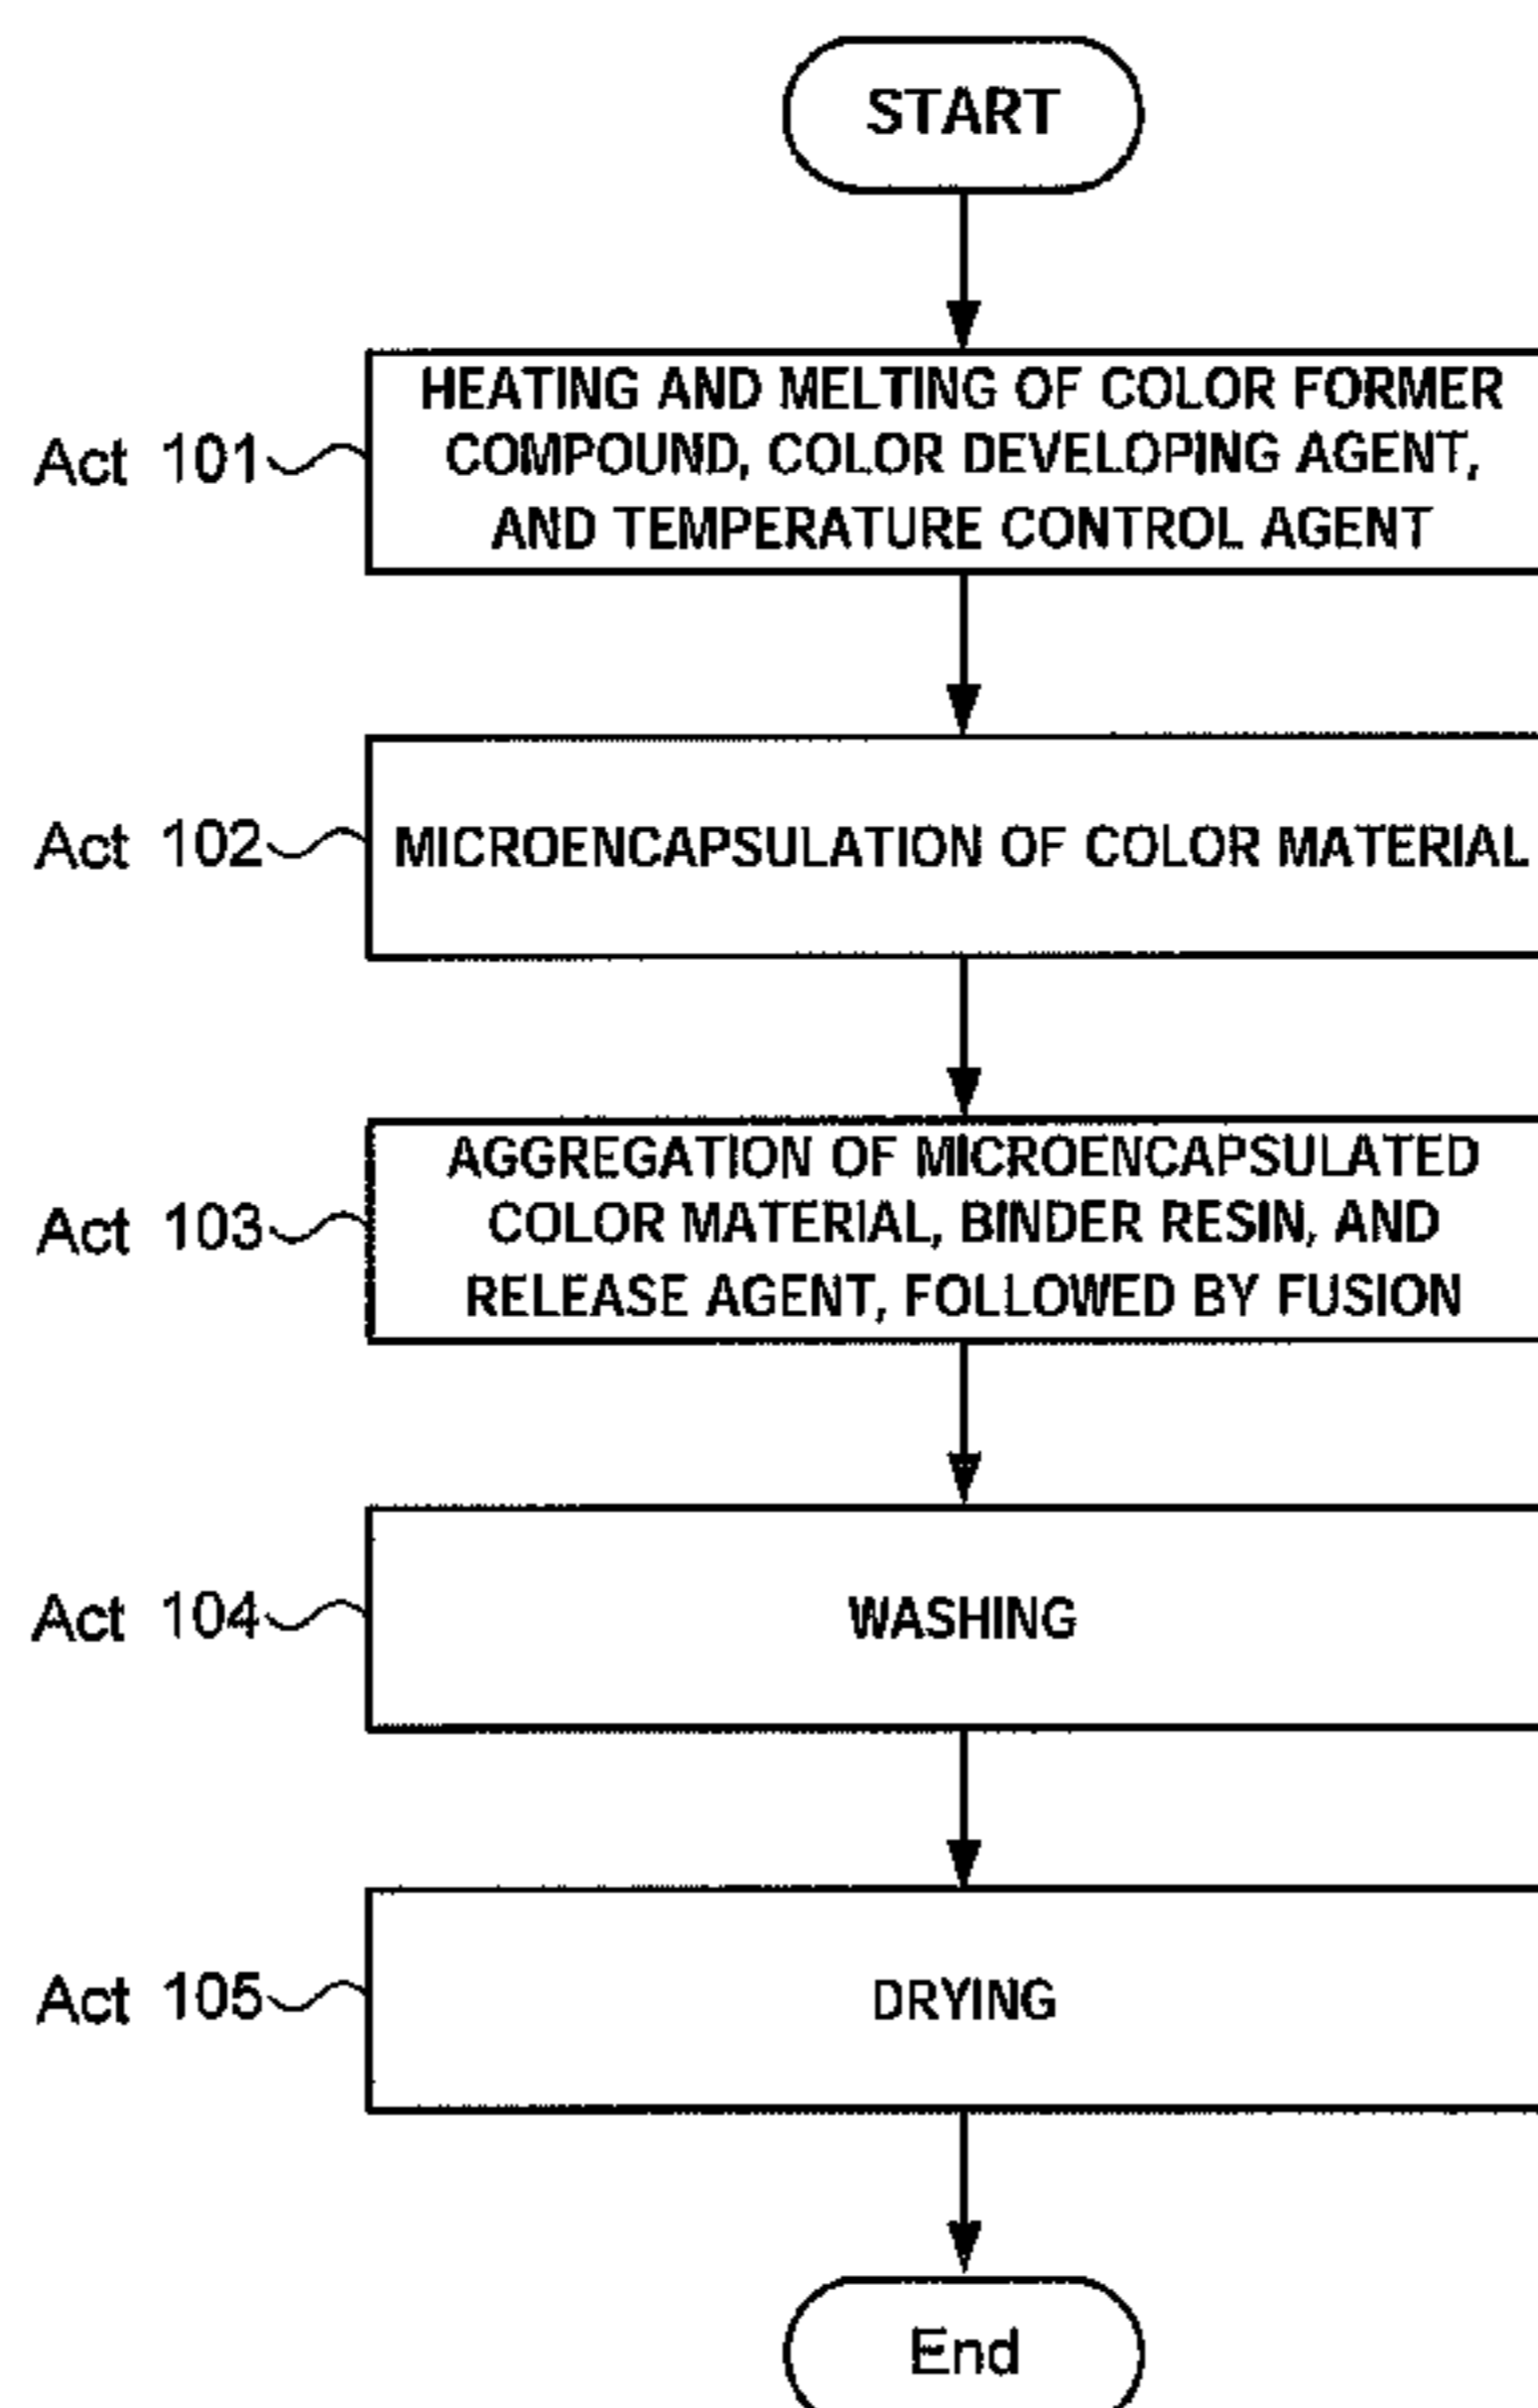 START
Act 101
HEATING AND MELTING OF COLOR FORMER
COMPOUND, COLOR DEVELOPING AGENT,
AND TEMPERATURE CONTROL AGENT
Act 102
MICROENCAPSULATION OF COLOR MATERIAL
Act 103
AGGREGATION OF MICROENCAPSULATED
COLOR MATERIAL, BINDER RESIN, AND
RELEASE AGENT, FOLLOWED BY FUSION
Act 104
WASHING
Act 105
DRYING
End